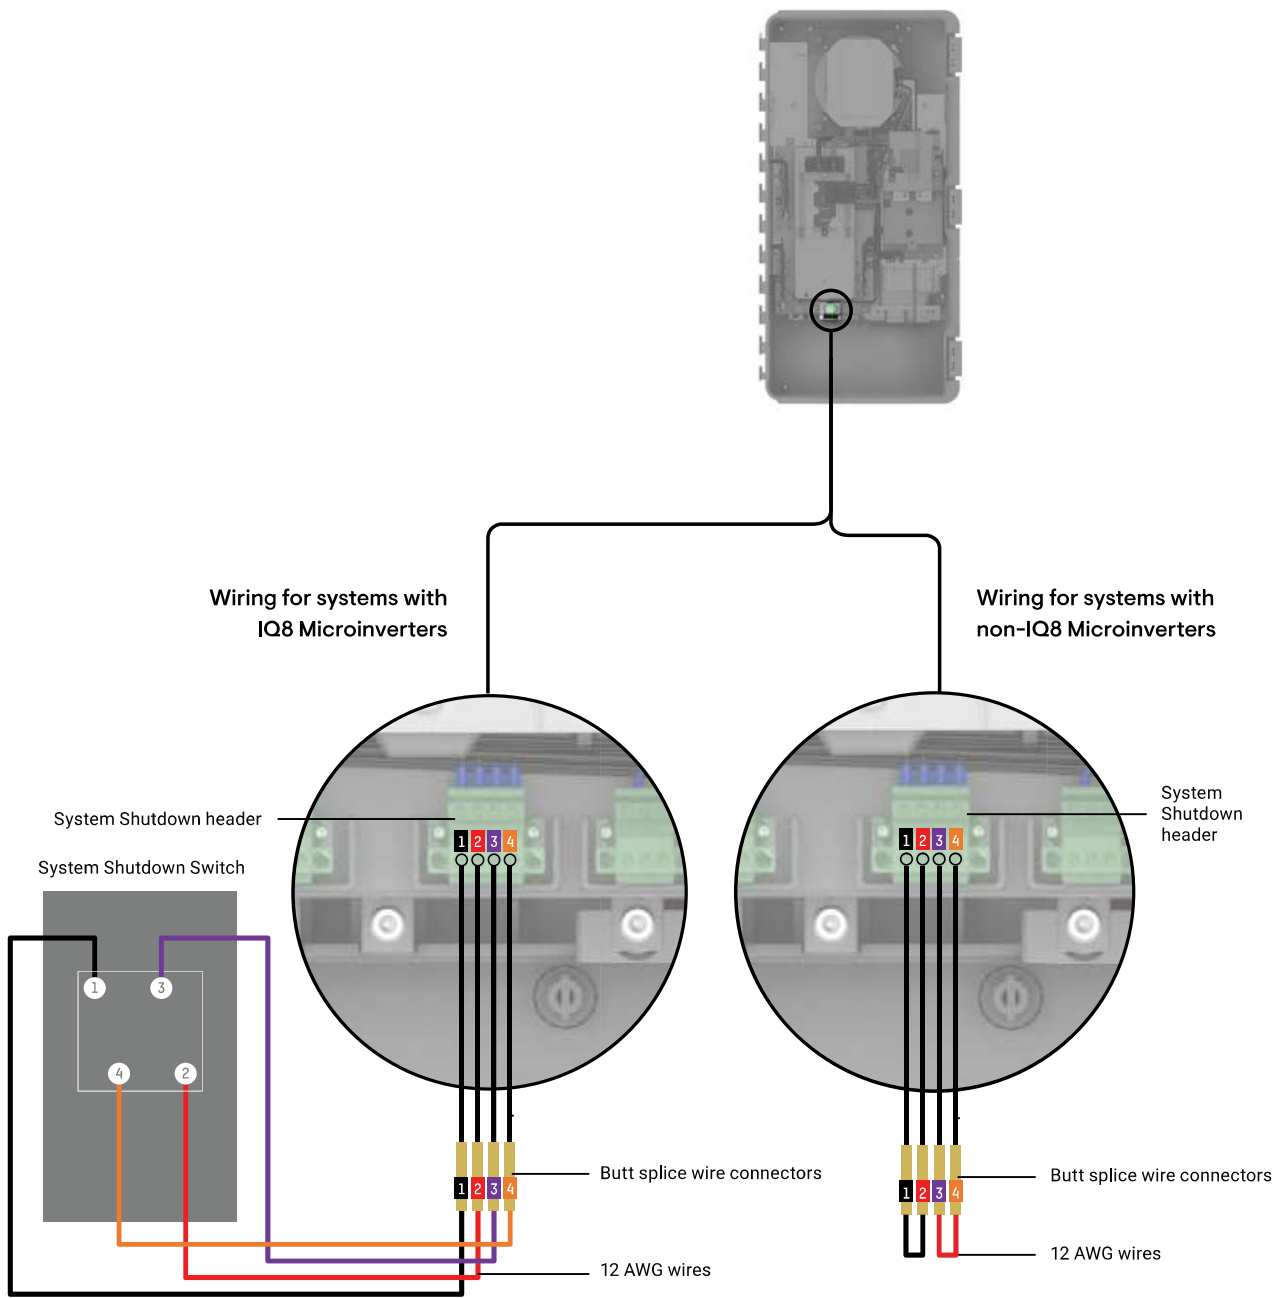 Wiring for systems with
IQ8 Microinverters
Wiring for systems with
non-IQ8 Microinverters
System Shutdown header
1 2 3 4
System Shutdown Switch
1 3
4 2
Butt splice wire connectors
1 2 3 4
12 AWG wires
System
Shutdown
header
1 2 3 4
Butt splice wire connectors
1 2 3 4
12 AWG wires